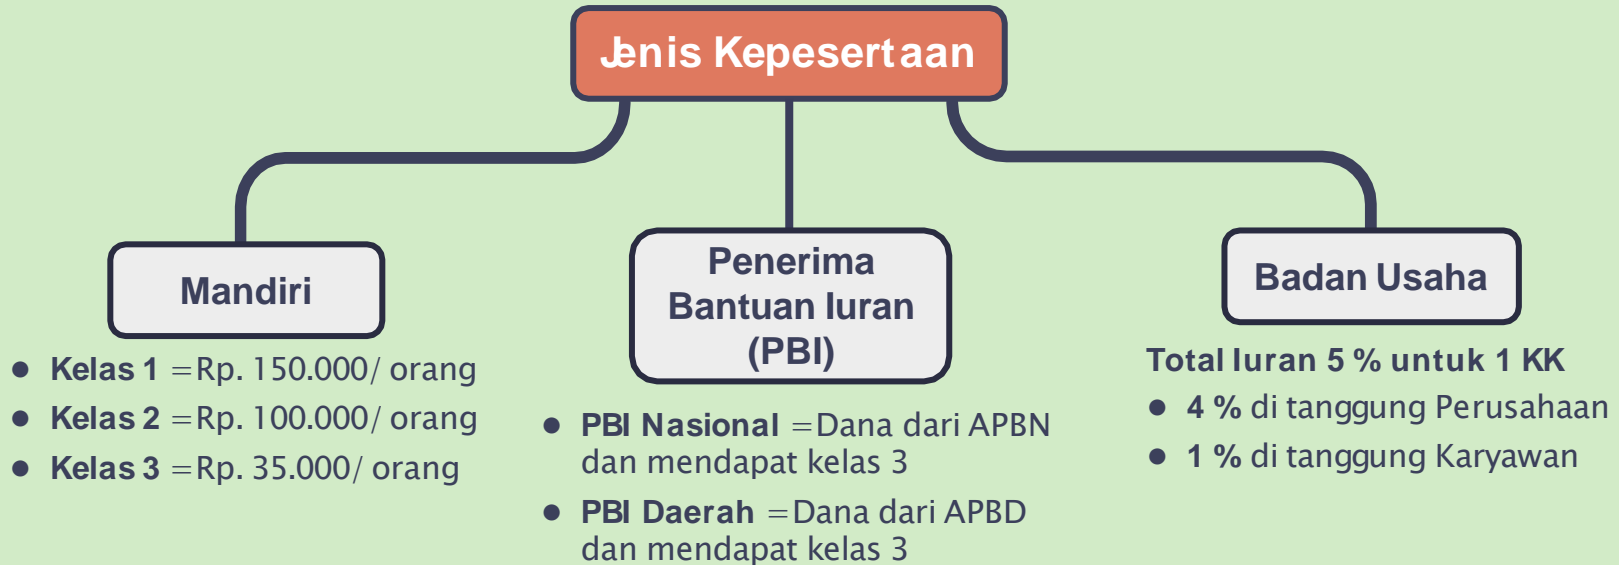 Jenis Kepesertaan
Mandiri
● Kelas 1 = Rp. 150.000/ orang
● Kelas 2 = Rp. 100.000/ orang
● Kelas 3 = Rp. 35.000/ orang
Penerima
Bantuan Iuran
(PBI)
● PBI Nasional = Dana dari APBN
dan mendapat kelas 3
● PBI Daerah = Dana dari APBD
dan mendapat kelas 3
Badan Usaha
Total Iuran 5 % untuk 1 KK
● 4 % di tanggung Perusahaan
● 1 % di tanggung Karyawan